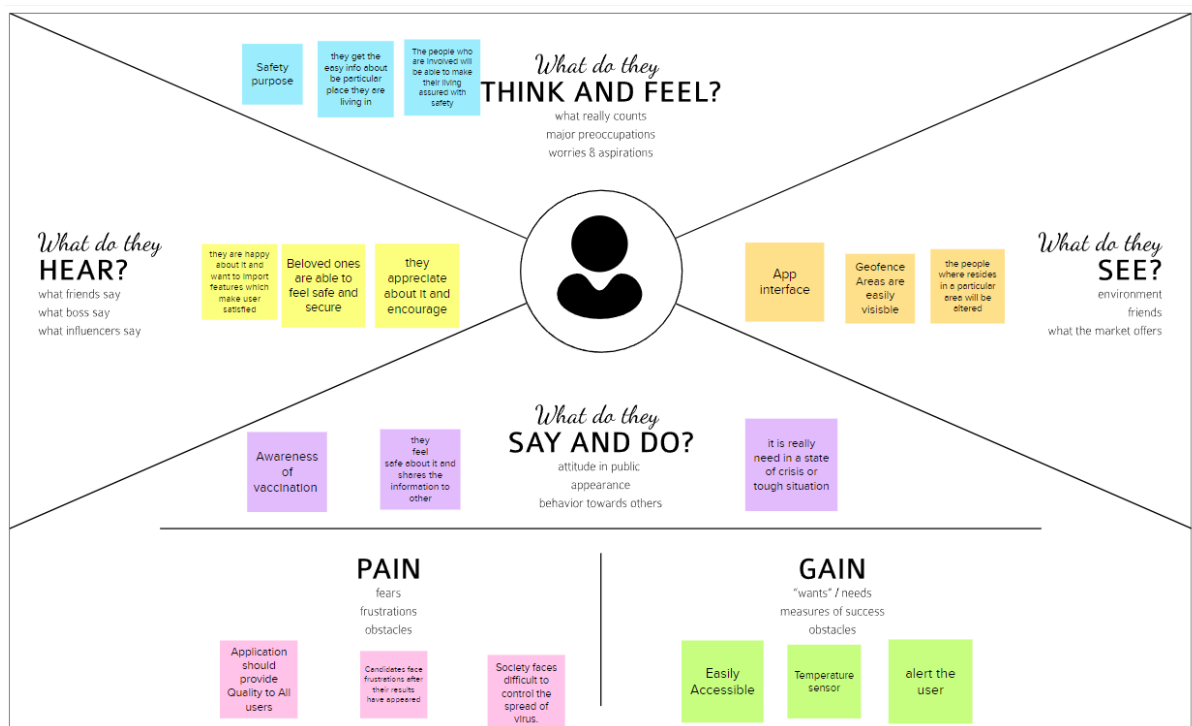 Safety
purpose
they get the
easy info about
be particular
place they are
living in
The people who
are involved will
be able to make
their living
assured with
safety
What do they
THINK AND FEEL?
what really counts
major preoccupations
worries & aspirations
What do they
HEAR?
what friends say
what boss say
what influencers say
they are happy
about it and
want to import
features which
make user
satisfied
Beloved ones
are able to
feel safe and
secure
they
appreciate
about it and
encourage
App
interface
Geofence
Areas are
easily
visisble
the people
where resides
in a particular
area will be
altered
What do they
SEE?
environment
friends
what the market offers
What do they
SAY AND DO?
attitude in public
appearance
behavior towards others
Awareness
of
vaccination
they
feel
safe about it and
shares the
information to
other
it is really
need in a state
of crisis or
tough situation
PAIN
fears
frustrations
obstacles
Application
should
provide
Quality to All
users
Candidates face
frustrations after
their results
have appeared
Society faces
difficult to
control the
spread of
virus.
GAIN
"wants" / needs
measures of success
obstacles
Easily
Accessible
Temperature
sensor
alert the
user